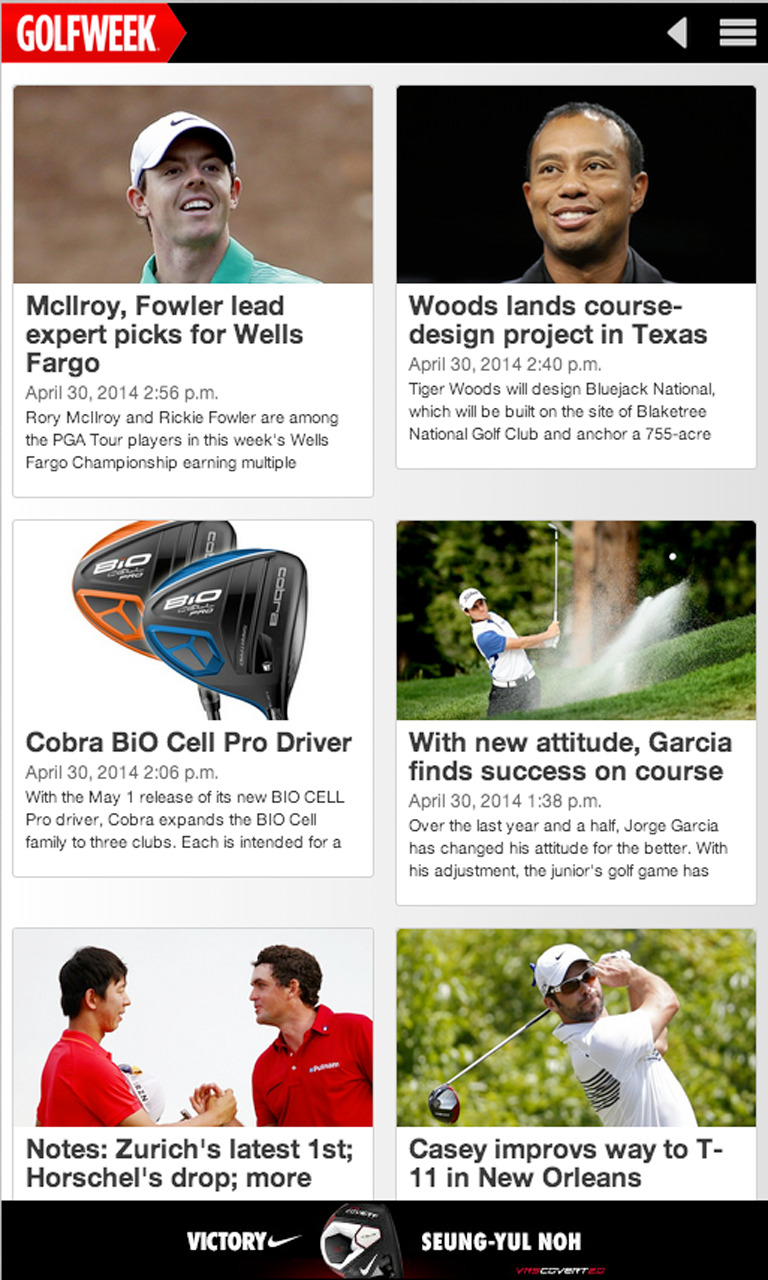 GOLFWEEK
McIlroy, Fowler lead
expert picks for Wells
Fargo
April 30, 2014 2:56 p.m.
Rory McIlroy and Rickie Fowler are among
the PGA Tour players in this week's Wells
Fargo Championship earning multiple
Woods lands course-
design project in Texas
April 30, 2014 2:40 p.m.
Tiger Woods will design Bluejack National,
which will be built on the site of Blaketree
National Golf Club and anchor a 755-acre
BiO
CELL
PRO
BiO
CELL
PRO
cobra
Cobra BiO Cell Pro Driver
April 30, 2014 2:06 p.m.
With the May 1 release of its new BIO CELL
Pro driver, Cobra expands the BIO Cell
family to three clubs. Each is intended for a
With new attitude, Garcia
finds success on course
April 30, 2014 1:38 p.m.
Over the last year and a half, Jorge Garcia
has changed his attitude for the better. With
his adjustment, the junior's golf game has
Putnam
Notes: Zurich's latest 1st;
Horschel's drop; more
Casey improvs way to T-
11 in New Orleans
VICTORY
COVERT
SEUNG-YUL NOH
VRSCOVERT2.0